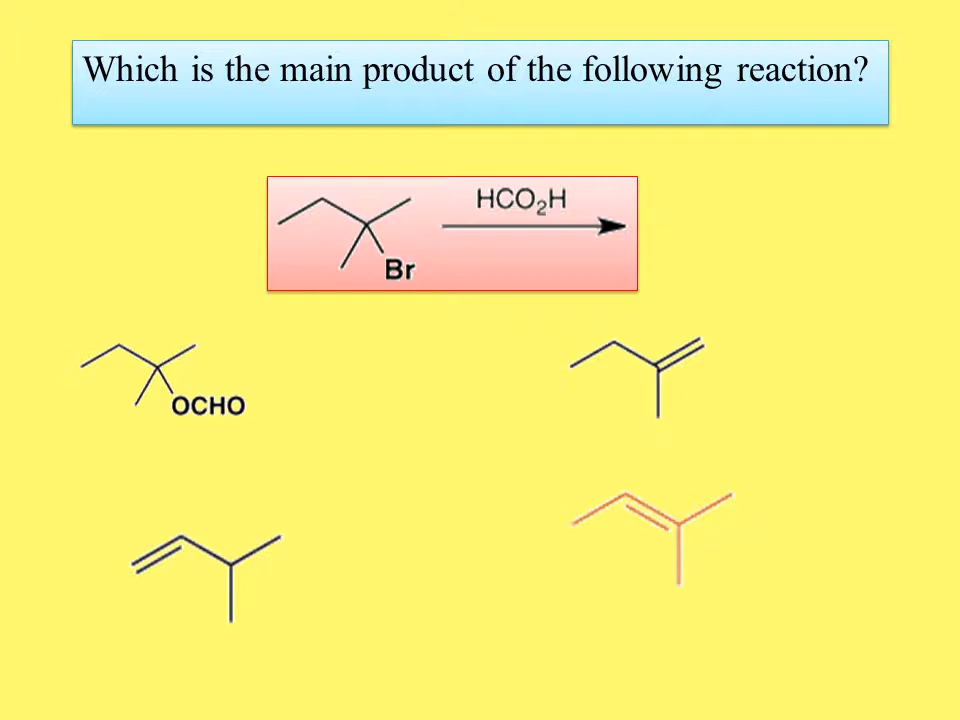 Which is the main product of the following reaction?
HCO₂H
Br
OCHO